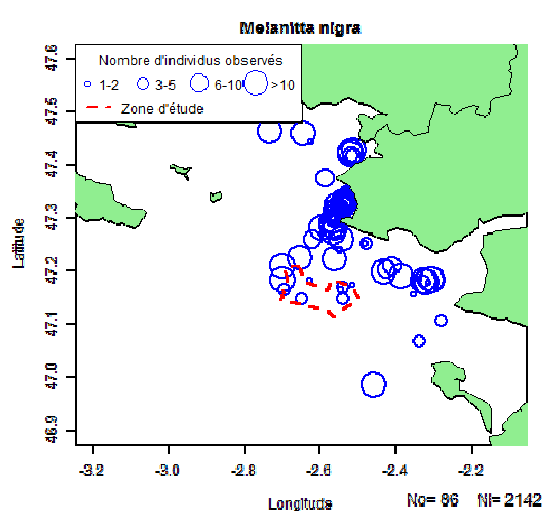 Melanitta nigra
Nombre d'individus observés
1-2 3-5 6-10 >10
Zone d'étude
47.6
47.5
47.4
47.3
47.2
47.1
47.0
46.9
Latitude
-3.2 -3.0 -2.8 -2.6 -2.4 -2.2
Longitude
No= 86 Ni= 2142